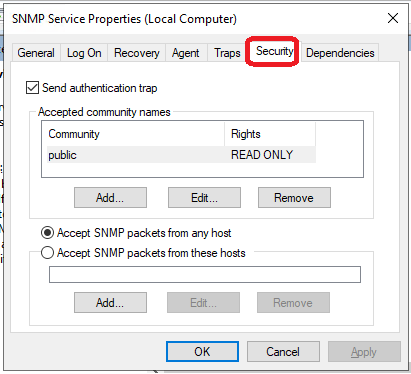 SNMP Service Properties (Local Computer)
General Log On Recovery Agent Traps Security Dependencies
Send authentication trap
Accepted community names
Community Rights
public READ ONLY
Add... Edit... Remove
Accept SNMP packets from any host
Accept SNMP packets from these hosts
Add... Edit... Remove
OK Cancel Apply